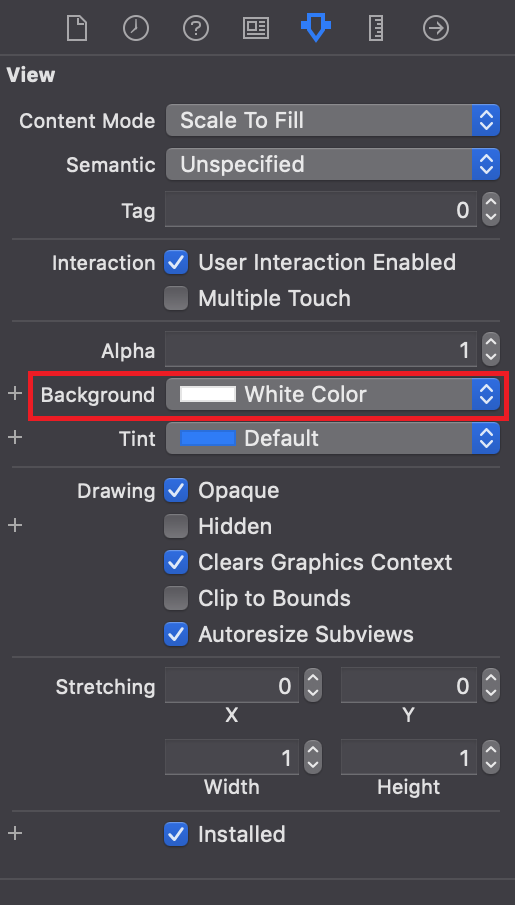 View
Content Mode Scale To Fill
Semantic Unspecified
Tag 0
Interaction User Interaction Enabled
Multiple Touch
Alpha 1
+ Background White Color
+ Tint Default
Drawing Opaque
+ Hidden
Clears Graphics Context
Clip to Bounds
Autoresize Subviews
Stretching 0 0
X Y
1 1
Width Height
+ Installed